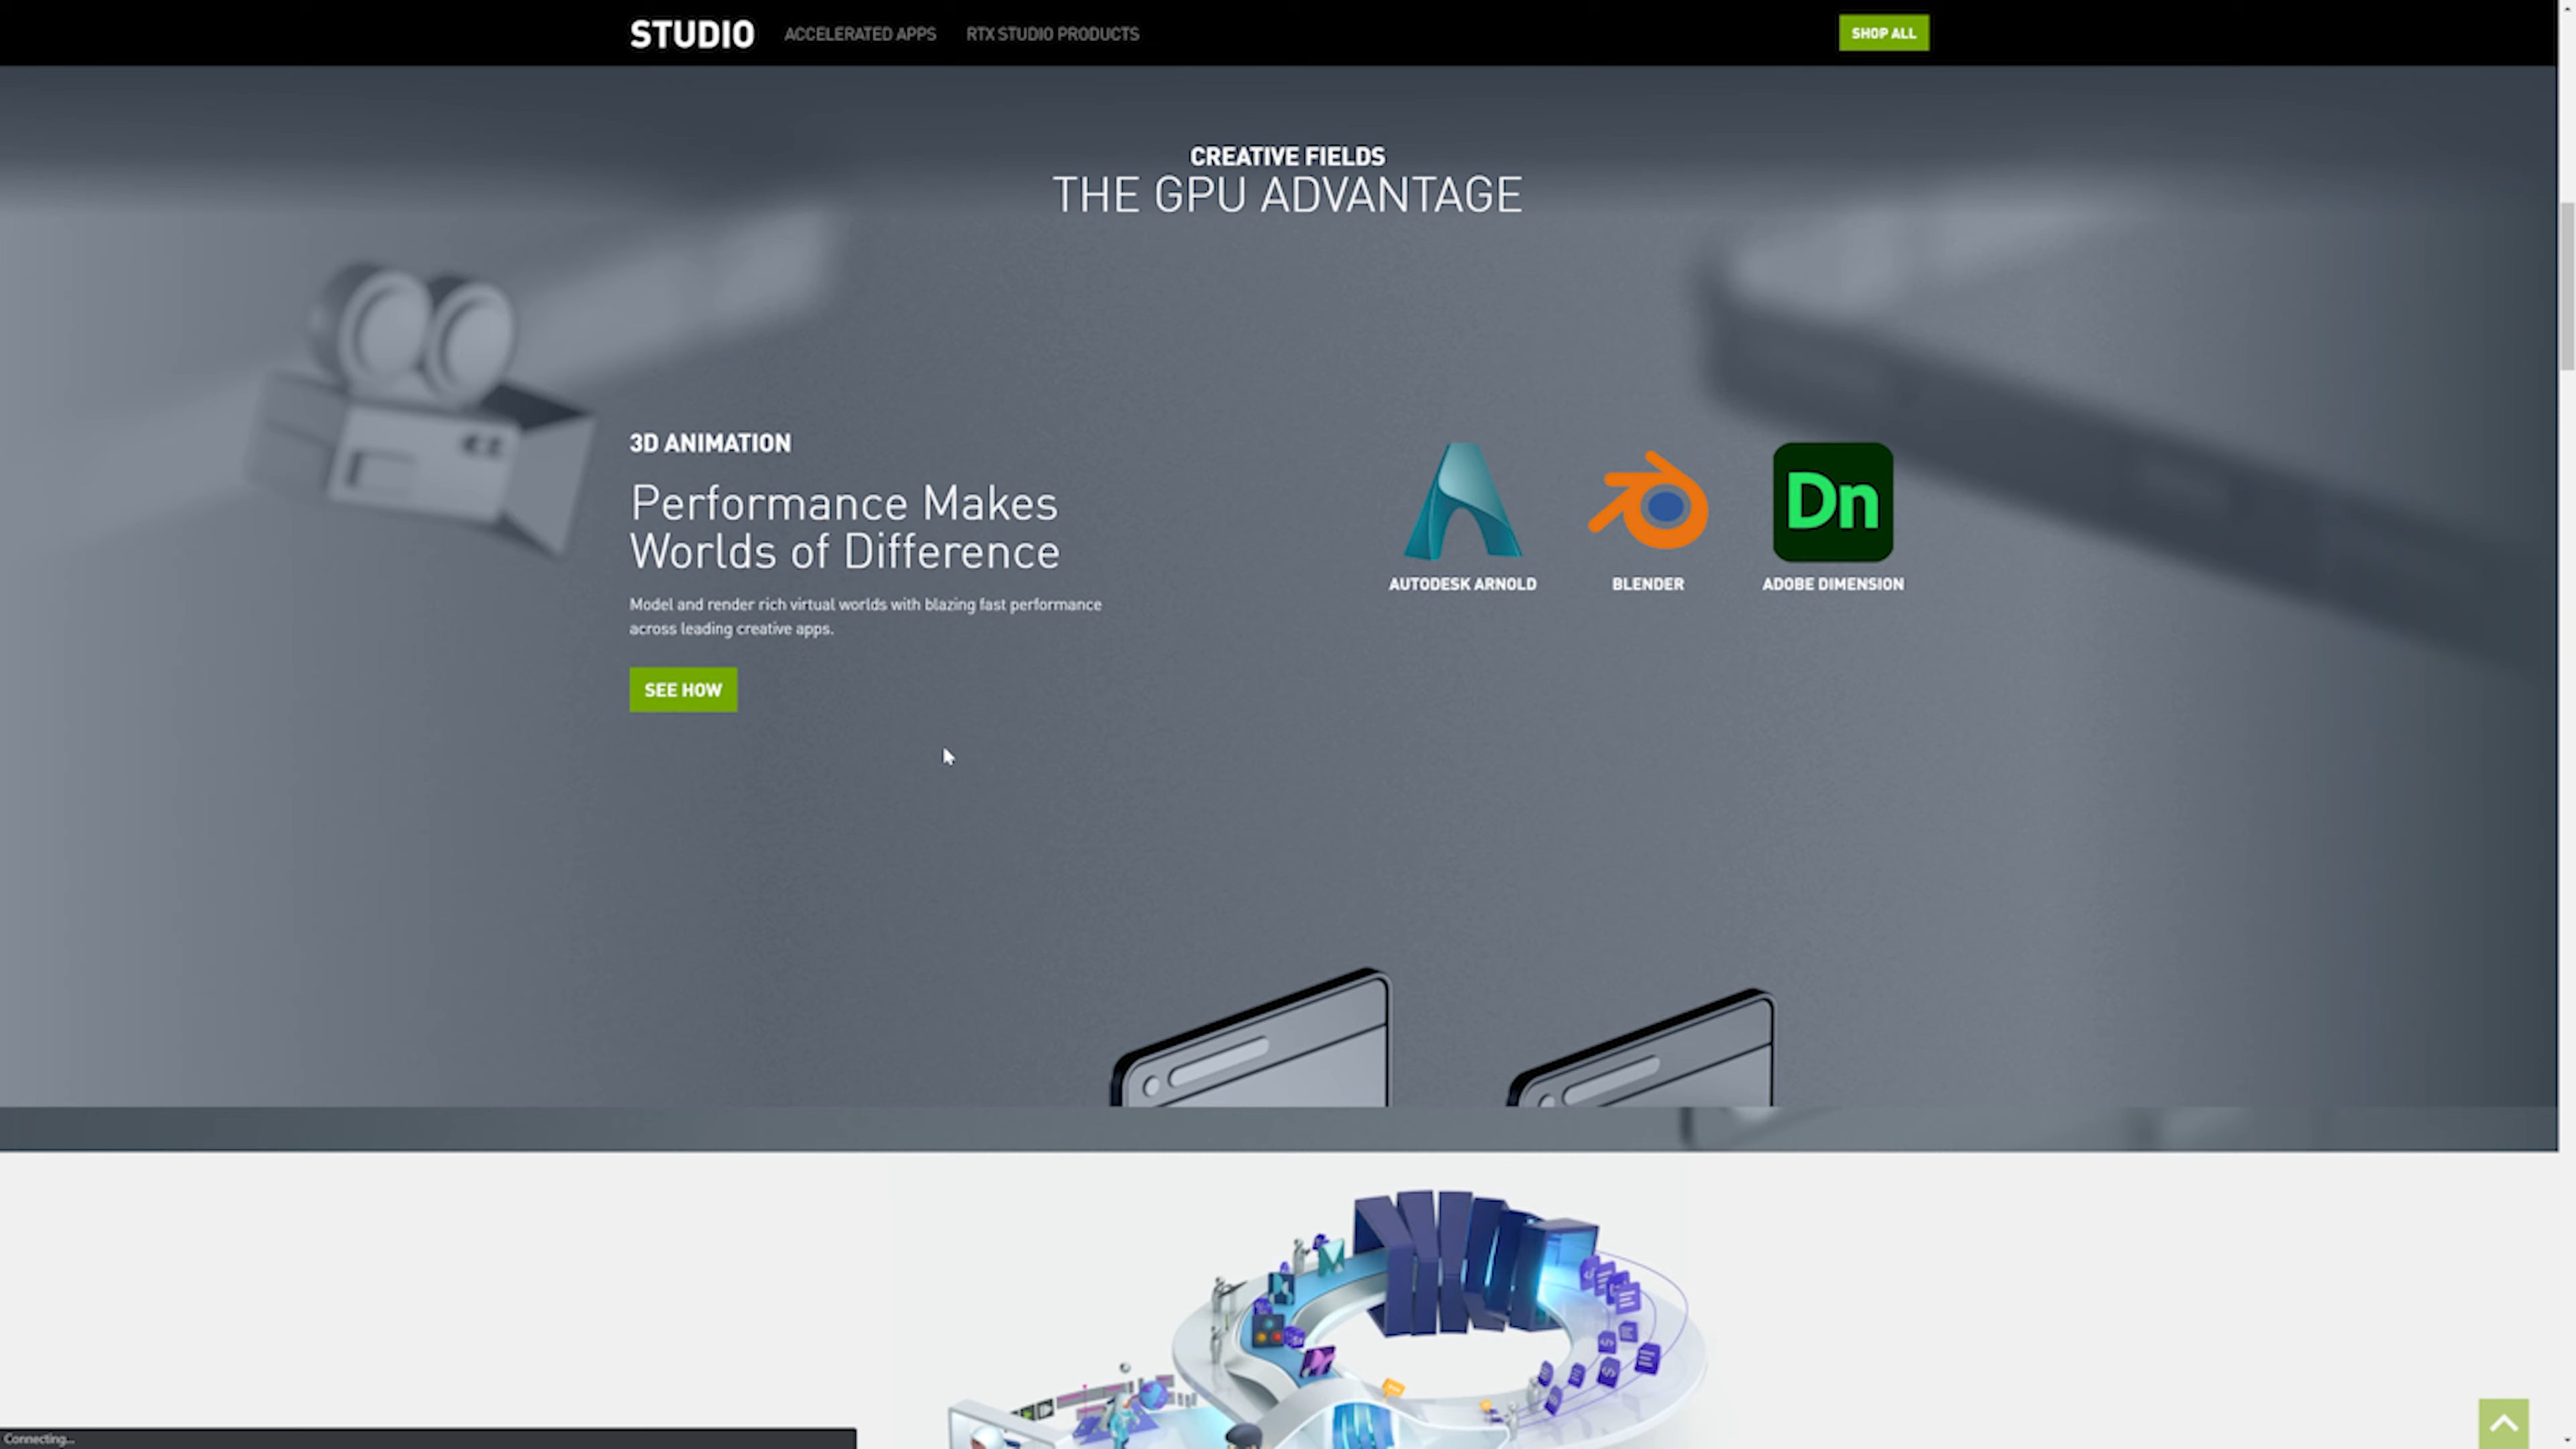 STUDIO
ACCELERATED APPS
RTX STUDIO PRODUCTS
SHOP ALL
CREATIVE FIELDS
THE GPU ADVANTAGE
3D ANIMATION
Performance Makes
Worlds of Difference
Model and render rich virtual worlds with blazing fast performance
across leading creative apps.
SEE HOW
Dn
AUTODESK ARNOLD
BLENDER
ADOBE DIMENSION
Connecting...